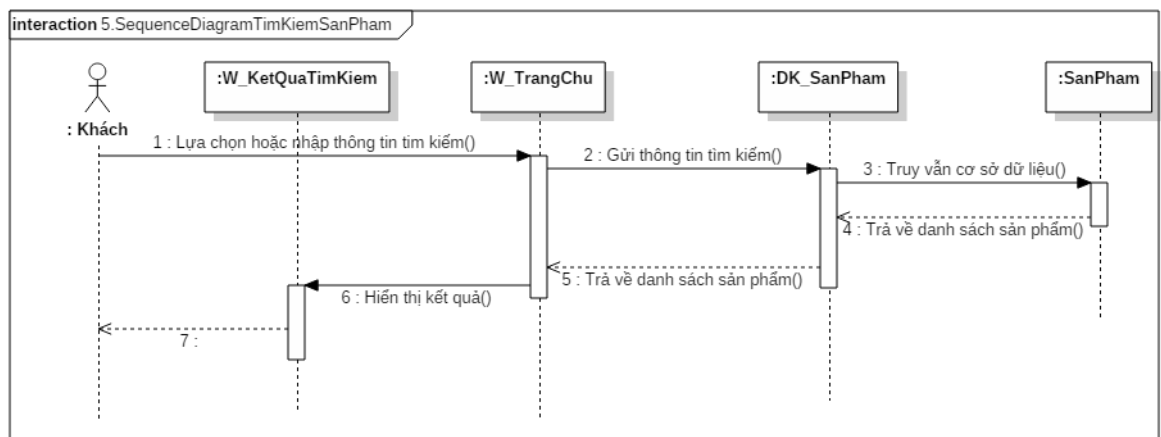 interaction 5.SequenceDiagramTimKiemSanPham
:W_KetQuaTimKiem
:W_TrangChu
:DK_SanPham
:SanPham
: Khách
1 : Lựa chọn hoặc nhập thông tin tim kiếm()
2 : Gửi thông tin tìm kiếm()
3 : Truy vẫn cơ sở dữ liệu()
4 : Trả về danh sách sản phẩm()
5 : Trả về danh sách sản phẩm()
6 : Hiển thị kết quả()
7 :